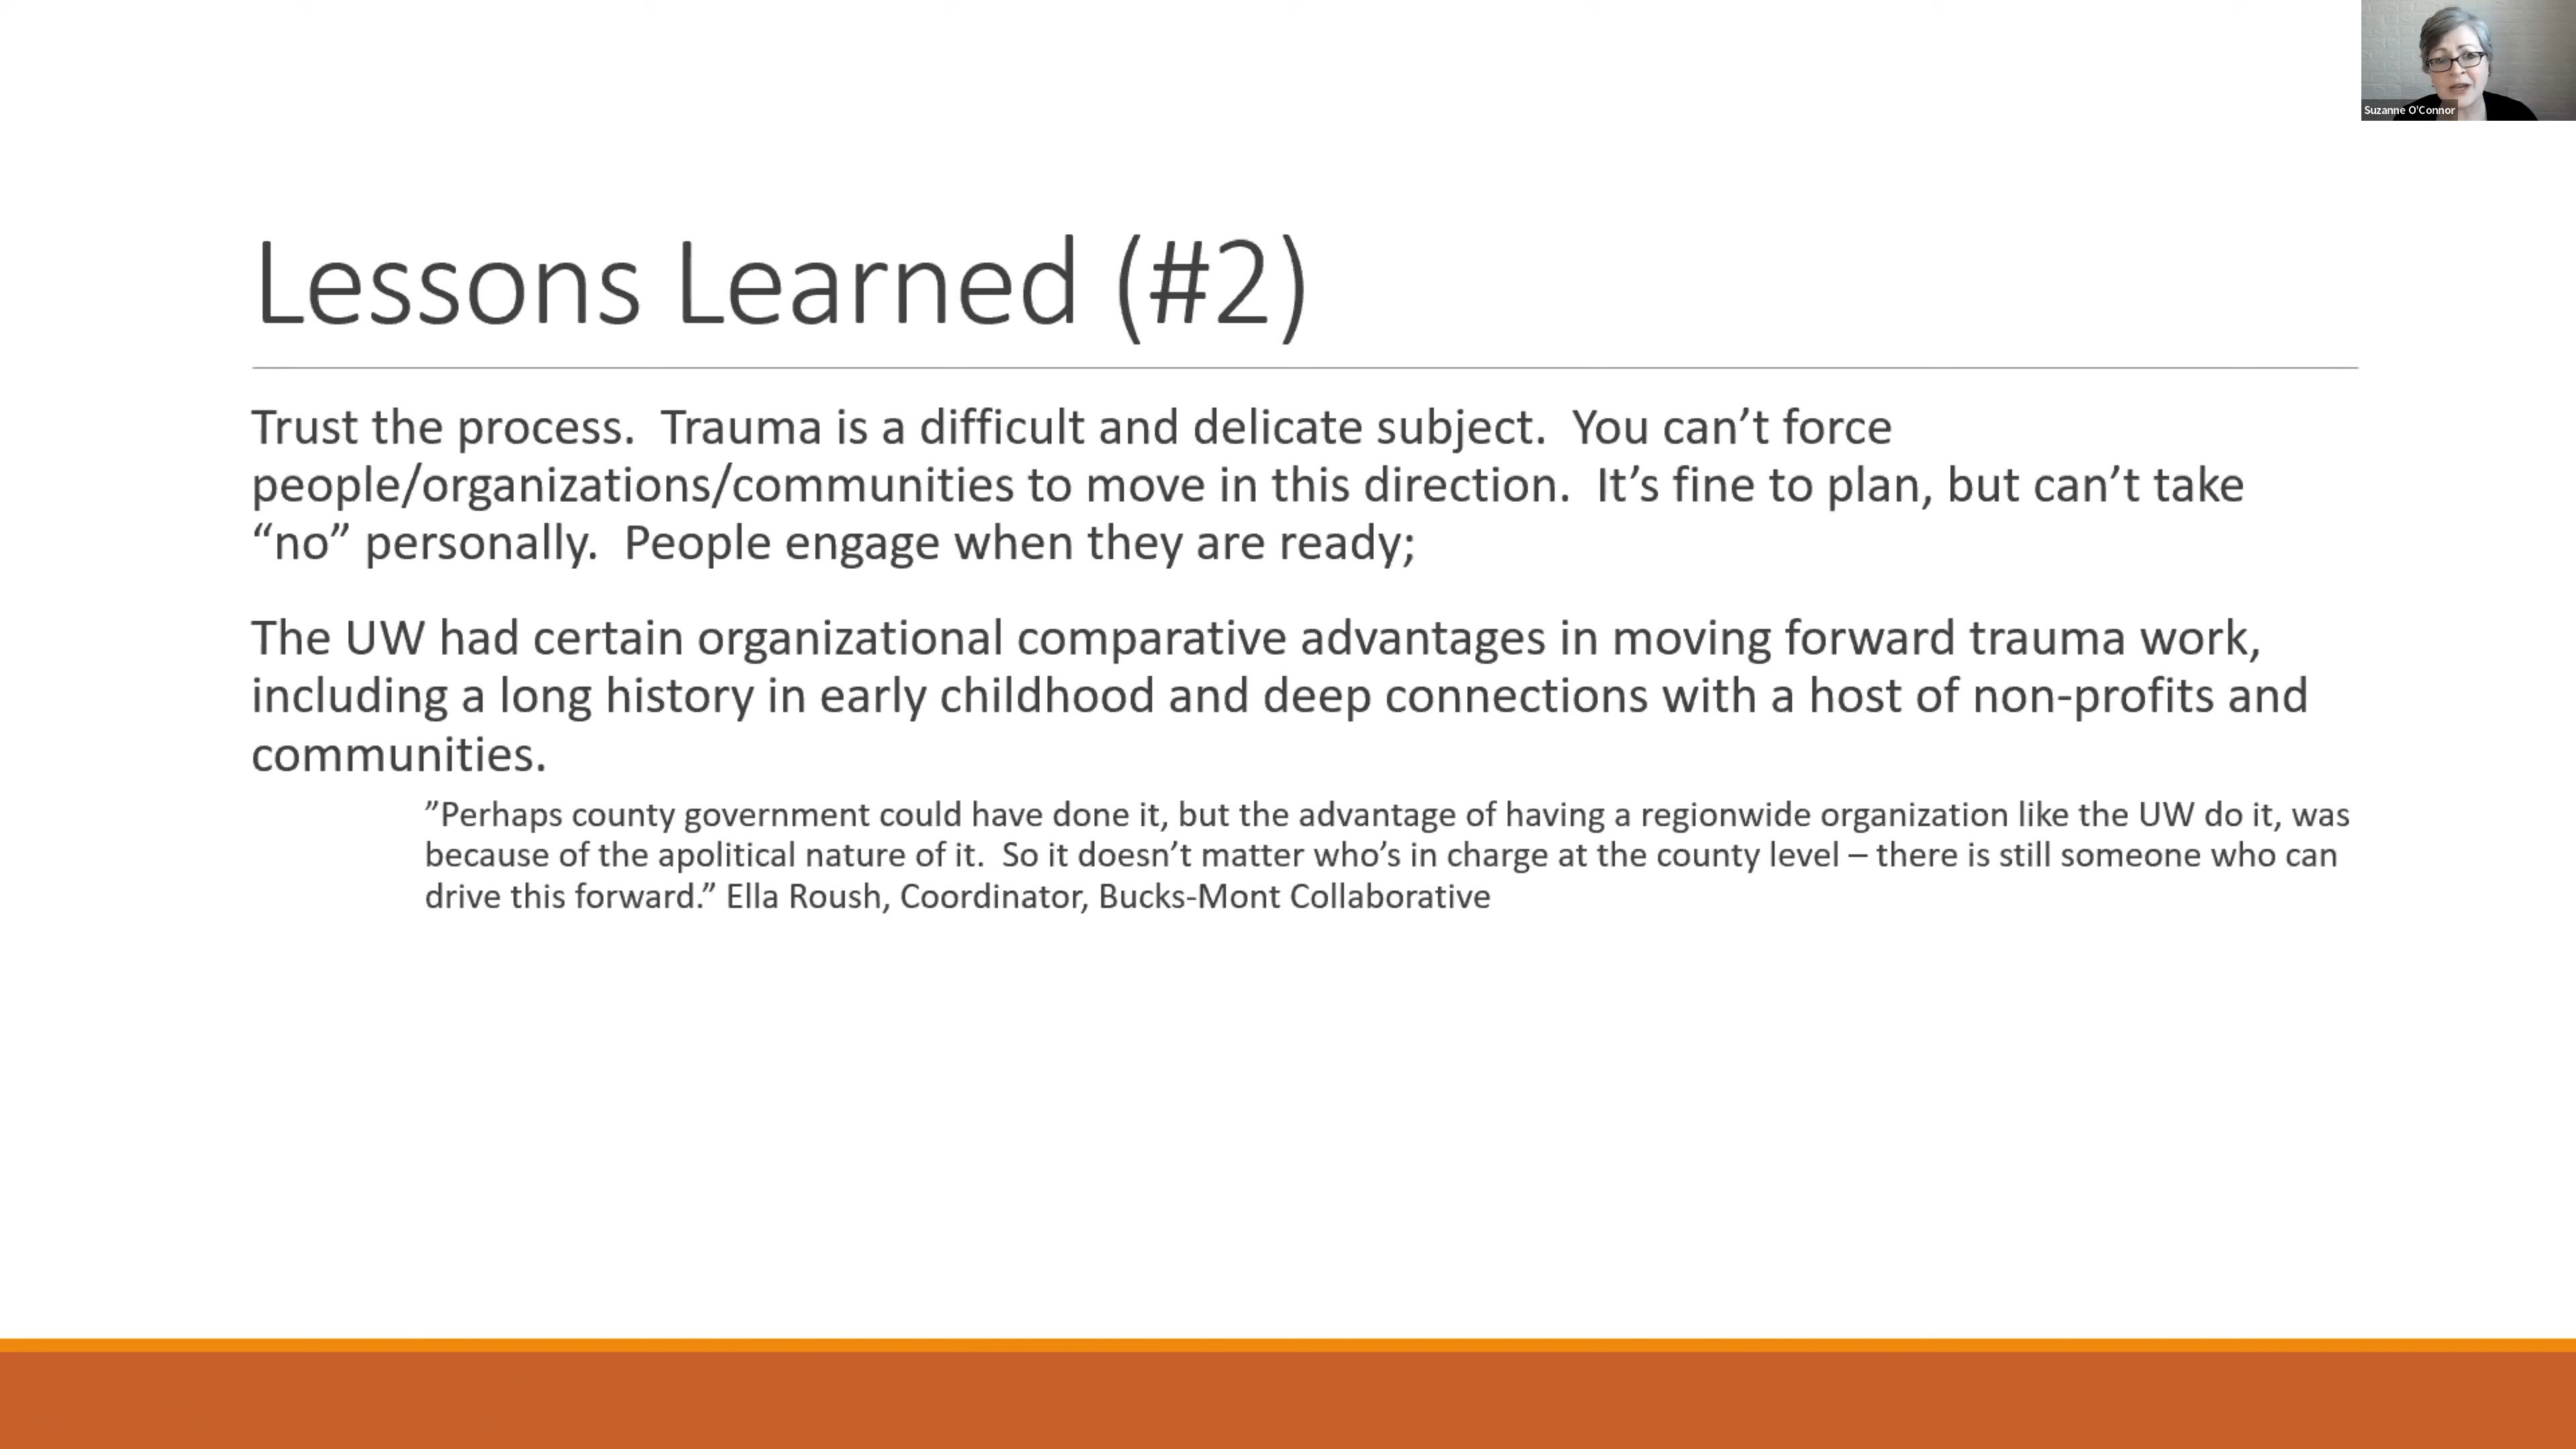 Suzanne O'Connor
Lessons Learned (#2)
Trust the process.  Trauma is a difficult and delicate subject.  You can’t force
people/organizations/communities to move in this direction.  It’s fine to plan, but can’t take
“no” personally.  People engage when they are ready;
The UW had certain organizational comparative advantages in moving forward trauma work,
including a long history in early childhood and deep connections with a host of non-profits and
communities.
”Perhaps county government could have done it, but the advantage of having a regionwide organization like the UW do it, was
because of the apolitical nature of it.  So it doesn’t matter who’s in charge at the county level – there is still someone who can
drive this forward.” Ella Roush, Coordinator, Bucks-Mont Collaborative